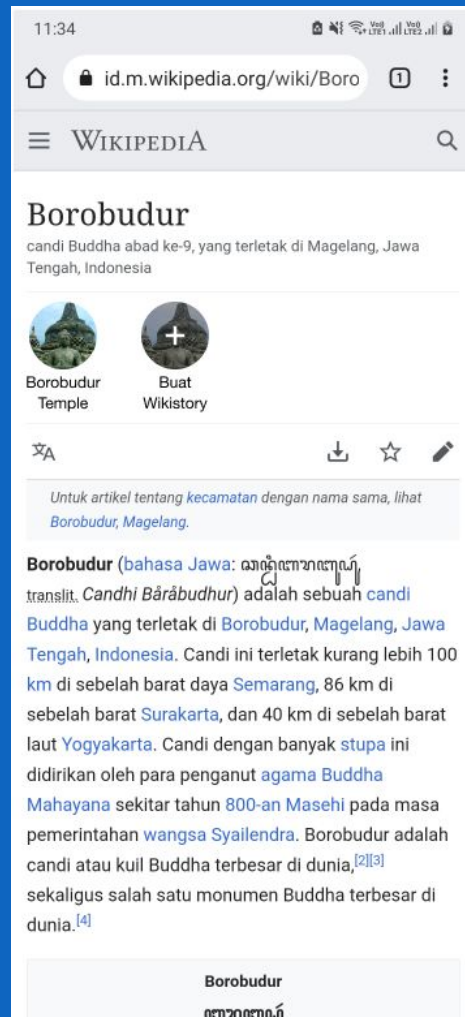 11:34
Vo)) LTE1 Vo)) LTE2
id.m.wikipedia.org/wiki/Boro
1
WIKIPEDIA
Borobudur
candi Buddha abad ke-9, yang terletak di Magelang, Jawa
Tengah, Indonesia
Borobudur
Temple
Buat
Wikistory
Untuk artikel tentang kecamatan dengan nama sama, lihat
Borobudur, Magelang.
Borobudur (bahasa Jawa:
translit. Candhi Båråbudhur) adalah sebuah candi
Buddha yang terletak di Borobudur, Magelang, Jawa
Tengah, Indonesia. Candi ini terletak kurang lebih 100
km di sebelah barat daya Semarang, 86 km di
sebelah barat Surakarta, dan 40 km di sebelah barat
laut Yogyakarta. Candi dengan banyak stupa ini
didirikan oleh para penganut agama Buddha
Mahayana sekitar tahun 800-an Masehi pada masa
pemerintahan wangsa Syailendra. Borobudur adalah
candi atau kuil Buddha terbesar di dunia,[2][3]
sekaligus salah satu monumen Buddha terbesar di
dunia.[4]
Borobudur